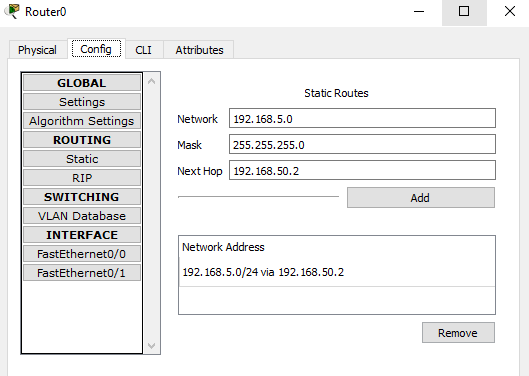 Router0
Physical Config CLI Attributes
GLOBAL
Settings
Algorithm Settings
ROUTING
Static
RIP
SWITCHING
VLAN Database
INTERFACE
FastEthernet0/0
FastEthernet0/1
Static Routes
Network 192.168.5.0
Mask 255.255.255.0
Next Hop 192.168.50.2
Add
Network Address
192.168.5.0/24 via 192.168.50.2
Remove